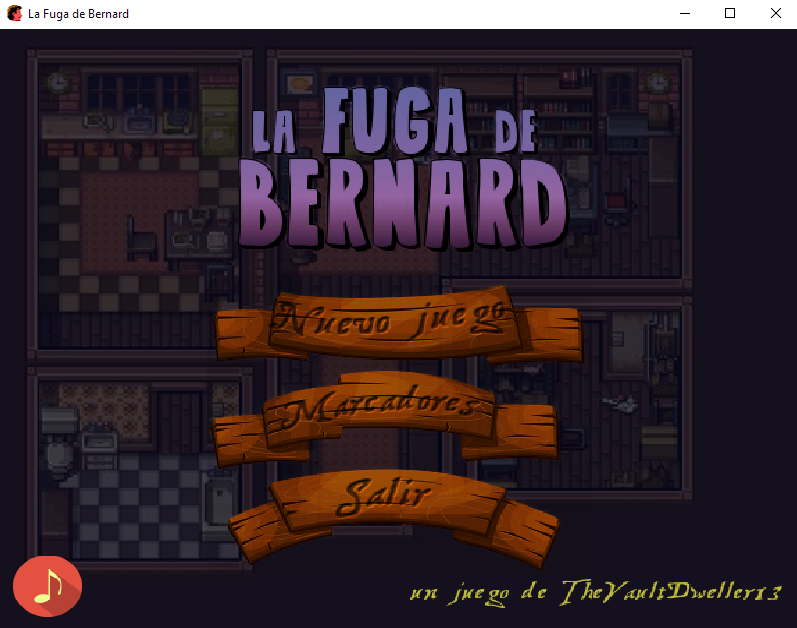 La Fuga de Bernard
LA FUGA DE
BERNARD
Nuevo juego
Marcadores
Salir
un juego de TheVaultDweller13